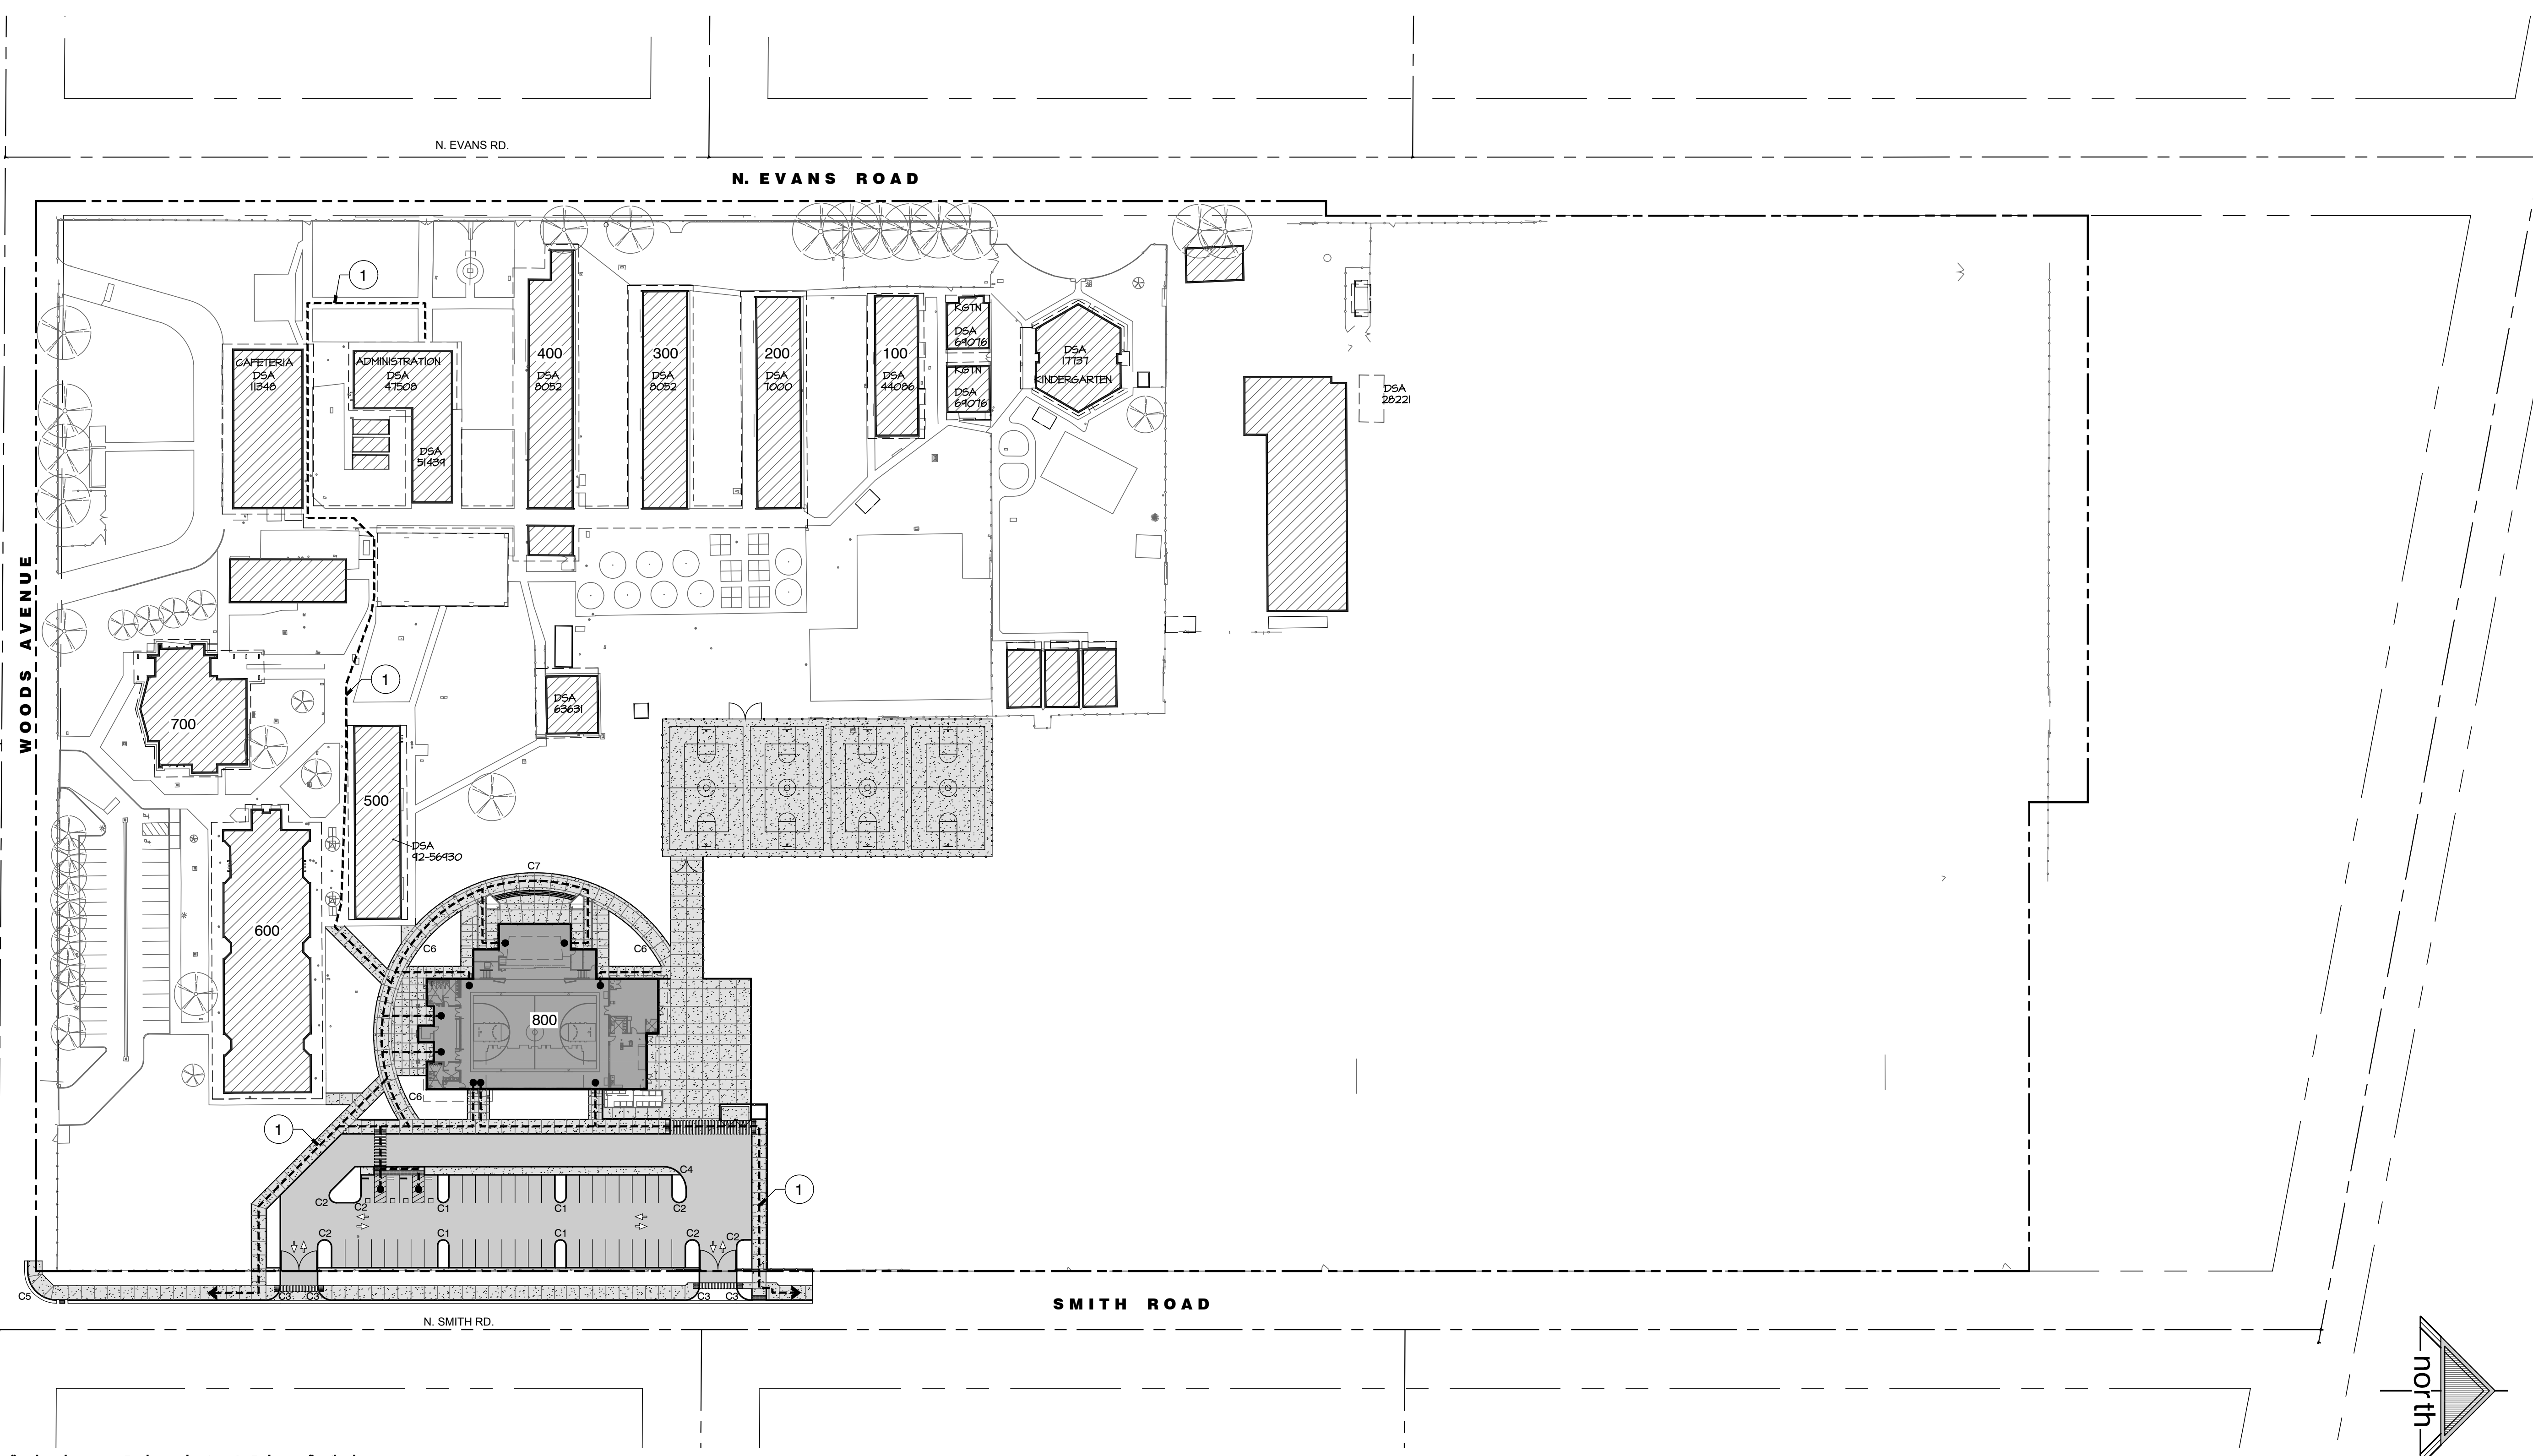 N. EVANS RD.
N. EVANS ROAD
1
CAFETERIA
DSA
11348
ADMINISTRATION
DSA
47508
DSA
51439
400
DSA
8052
300
DSA
8052
200
DSA
7000
100
DSA
44086
KGTN
DSA
69076
KGTN
DSA
69076
DSA
17737
KINDERGARTEN
DSA
28221
WOODS AVENUE
1
700
DSA
63631
500
DSA
92-56930
600
C7
C6
C6
800
C6
1
C4
1
C2
C2
C1
C1
C2
C2
C1
C1
C2
C2
C5
C3
C3
C3
C3
SMITH ROAD
N. SMITH RD.
north